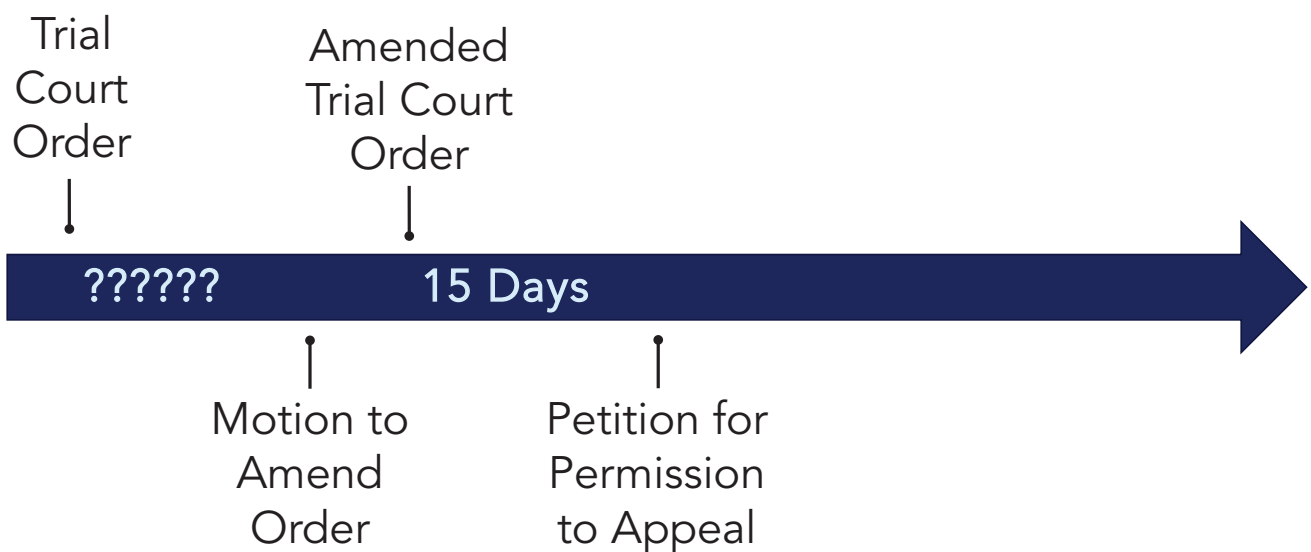 Trial
Court
Order
Amended
Trial Court
Order
??????
15 Days
Motion to
Amend
Order
Petition for
Permission
to Appeal